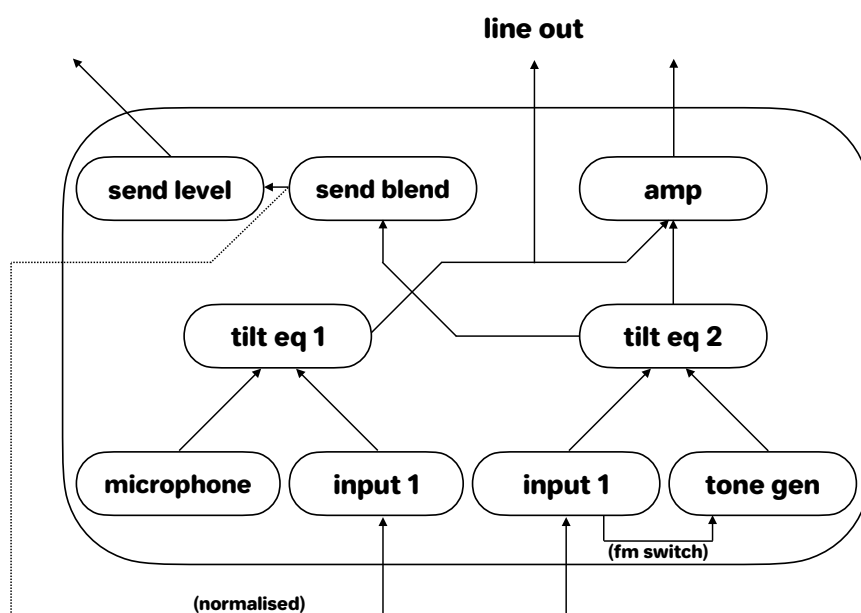 line out
send level
send blend
amp
tilt eq 1
tilt eq 2
microphone
input 1
input 1
tone gen
(fm switch)
(normalised)